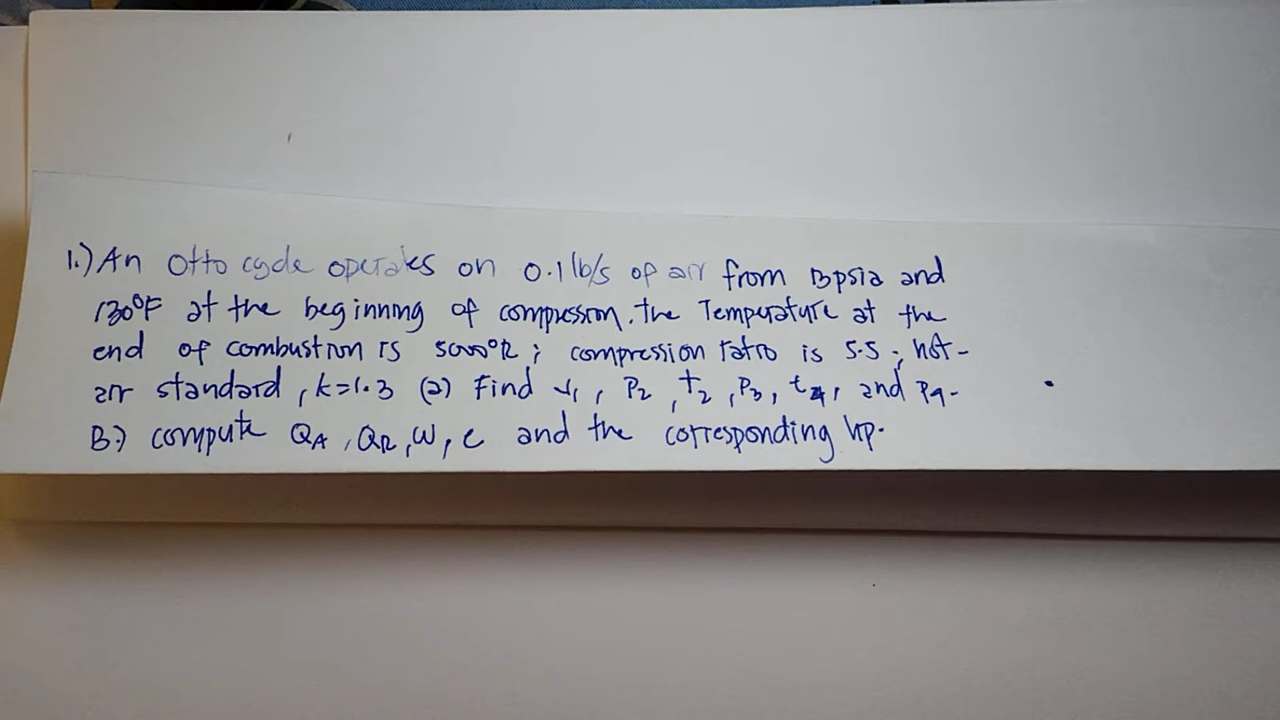 1.) An Otto cycle operates on 0.1 lb/s of air from 13psia and
130°F at the beginning of compression. the Temperature at the
end of combustion is 5000°R ; compression ratio is 5.5 ; hot-
air standard, k=1.3 (a) Find V₁, P₂, t₂, P₃, t₄, and P₄.
B.) compute QA, QR, W, e and the corresponding hp.